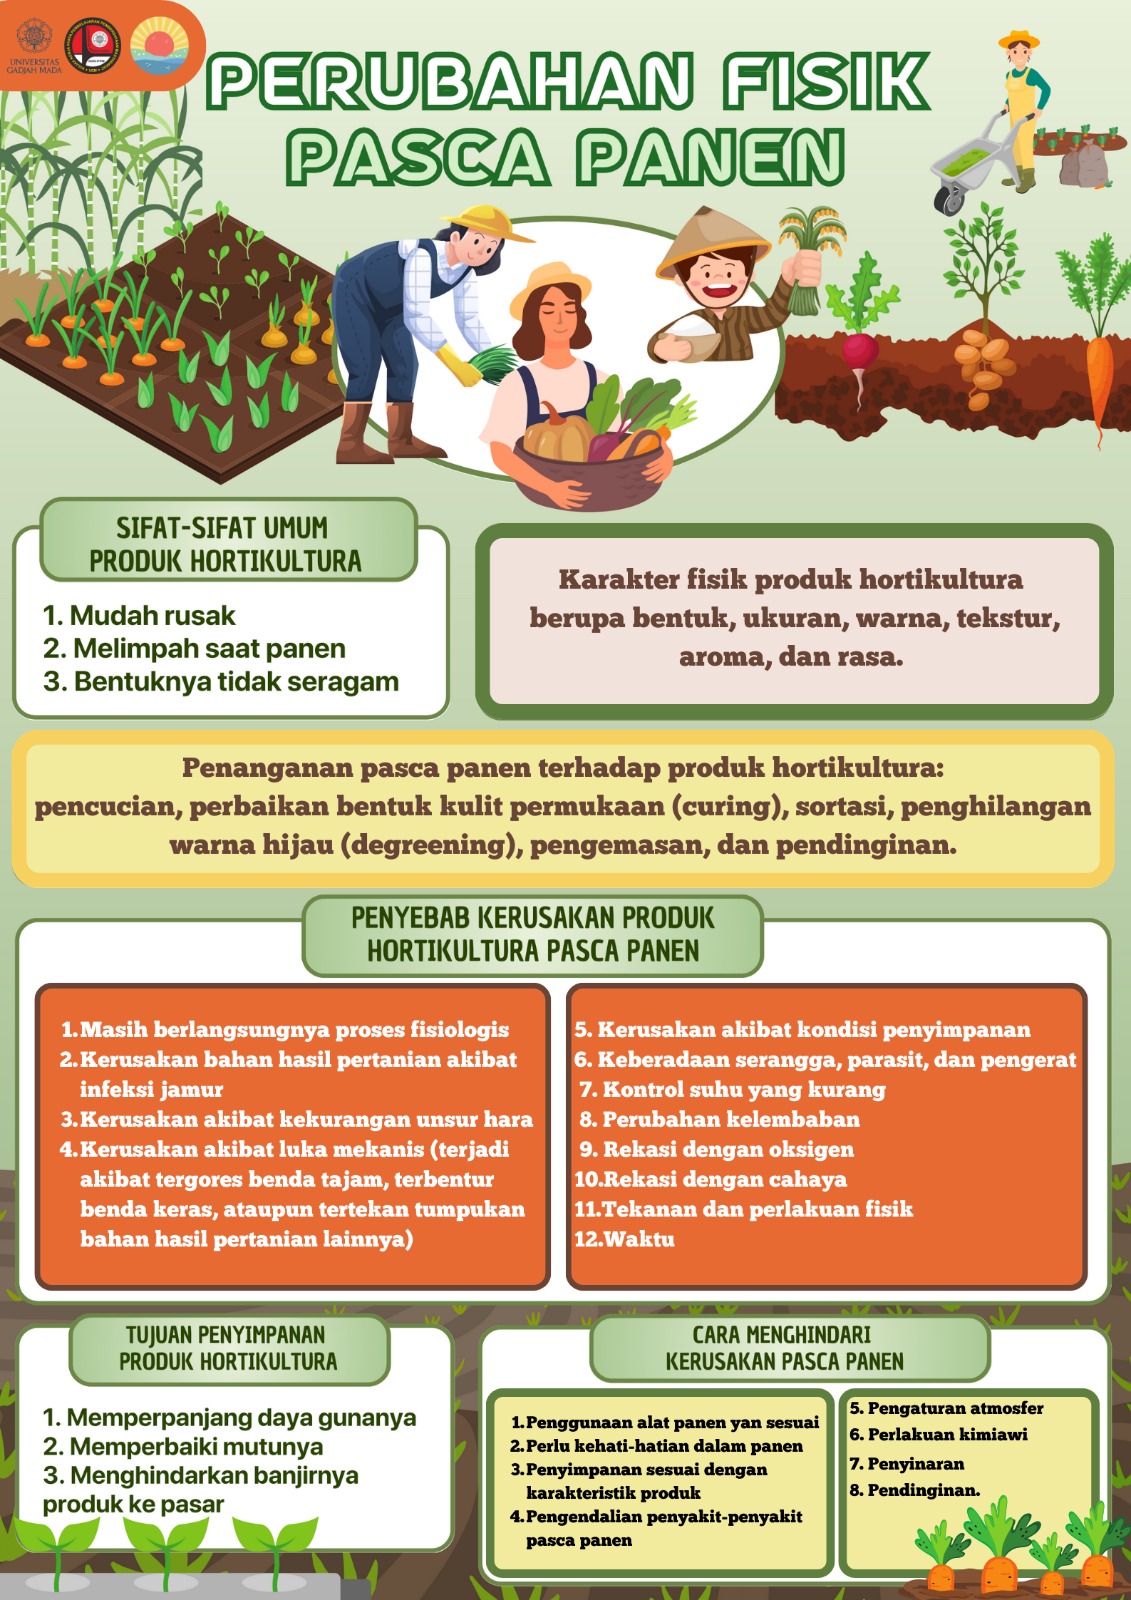 UNIVERSITAS
GADJAH MADA
PERUBAHAN FISIK
PASCA PANEN
SIFAT-SIFAT UMUM
PRODUK HORTIKULTURA
1. Mudah rusak
2. Melimpah saat panen
3. Bentuknya tidak seragam
Karakter fisik produk hortikultura
berupa bentuk, ukuran, warna, tekstur,
aroma, dan rasa.
Penanganan pasca panen terhadap produk hortikultura:
pencucian, perbaikan bentuk kulit permukaan (curing), sortasi, penghilangan
warna hijau (degreening), pengemasan, dan pendinginan.
PENYEBAB KERUSAKAN PRODUK
HORTIKULTURA PASCA PANEN
1. Masih berlangsungnya proses fisiologis
2. Kerusakan bahan hasil pertanian akibat
infeksi jamur
3. Kerusakan akibat kekurangan unsur hara
4. Kerusakan akibat luka mekanis (terjadi
akibat tergores benda tajam, terbentur
benda keras, ataupun tertekan tumpukan
bahan hasil pertanian lainnya)
5. Kerusakan akibat kondisi penyimpanan
6. Keberadaan serangga, parasit, dan pengerat
7. Kontrol suhu yang kurang
8. Perubahan kelembaban
9. Rekasi dengan oksigen
10.Rekasi dengan cahaya
11.Tekanan dan perlakuan fisik
12.Waktu
TUJUAN PENYIMPANAN
PRODUK HORTIKULTURA
1. Memperpanjang daya gunanya
2. Memperbaiki mutunya
3. Menghindarkan banjirnya
produk ke pasar
CARA MENGHINDARI
KERUSAKAN PASCA PANEN
1. Penggunaan alat panen yan sesuai
2. Perlu kehati-hatian dalam panen
3. Penyimpanan sesuai dengan
karakteristik produk
4. Pengendalian penyakit-penyakit
pasca panen
5. Pengaturan atmosfer
6. Perlakuan kimiawi
7. Penyinaran
8. Pendinginan.